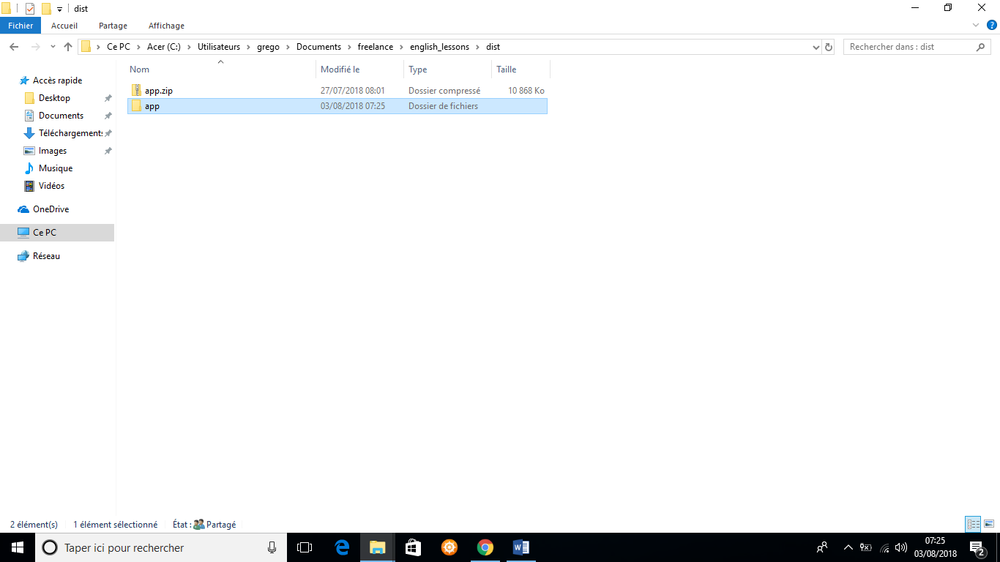 dist
Fichier Accueil Partage Affichage
Ce PC Acer (C:) Utilisateurs grego Documents freelance english_lessons dist Rechercher dans : dist
Nom Modifié le Type Taille
Accès rapide
Desktop
Documents
Téléchargements
Images
Musique
Vidéos
OneDrive
Ce PC
Réseau
app.zip 27/07/2018 08:01 Dossier compressé 10 868 Ko
app 03/08/2018 07:25 Dossier de fichiers
2 élément(s) 1 élément sélectionné État : Partagé
Taper ici pour rechercher
07:25
03/08/2018
2